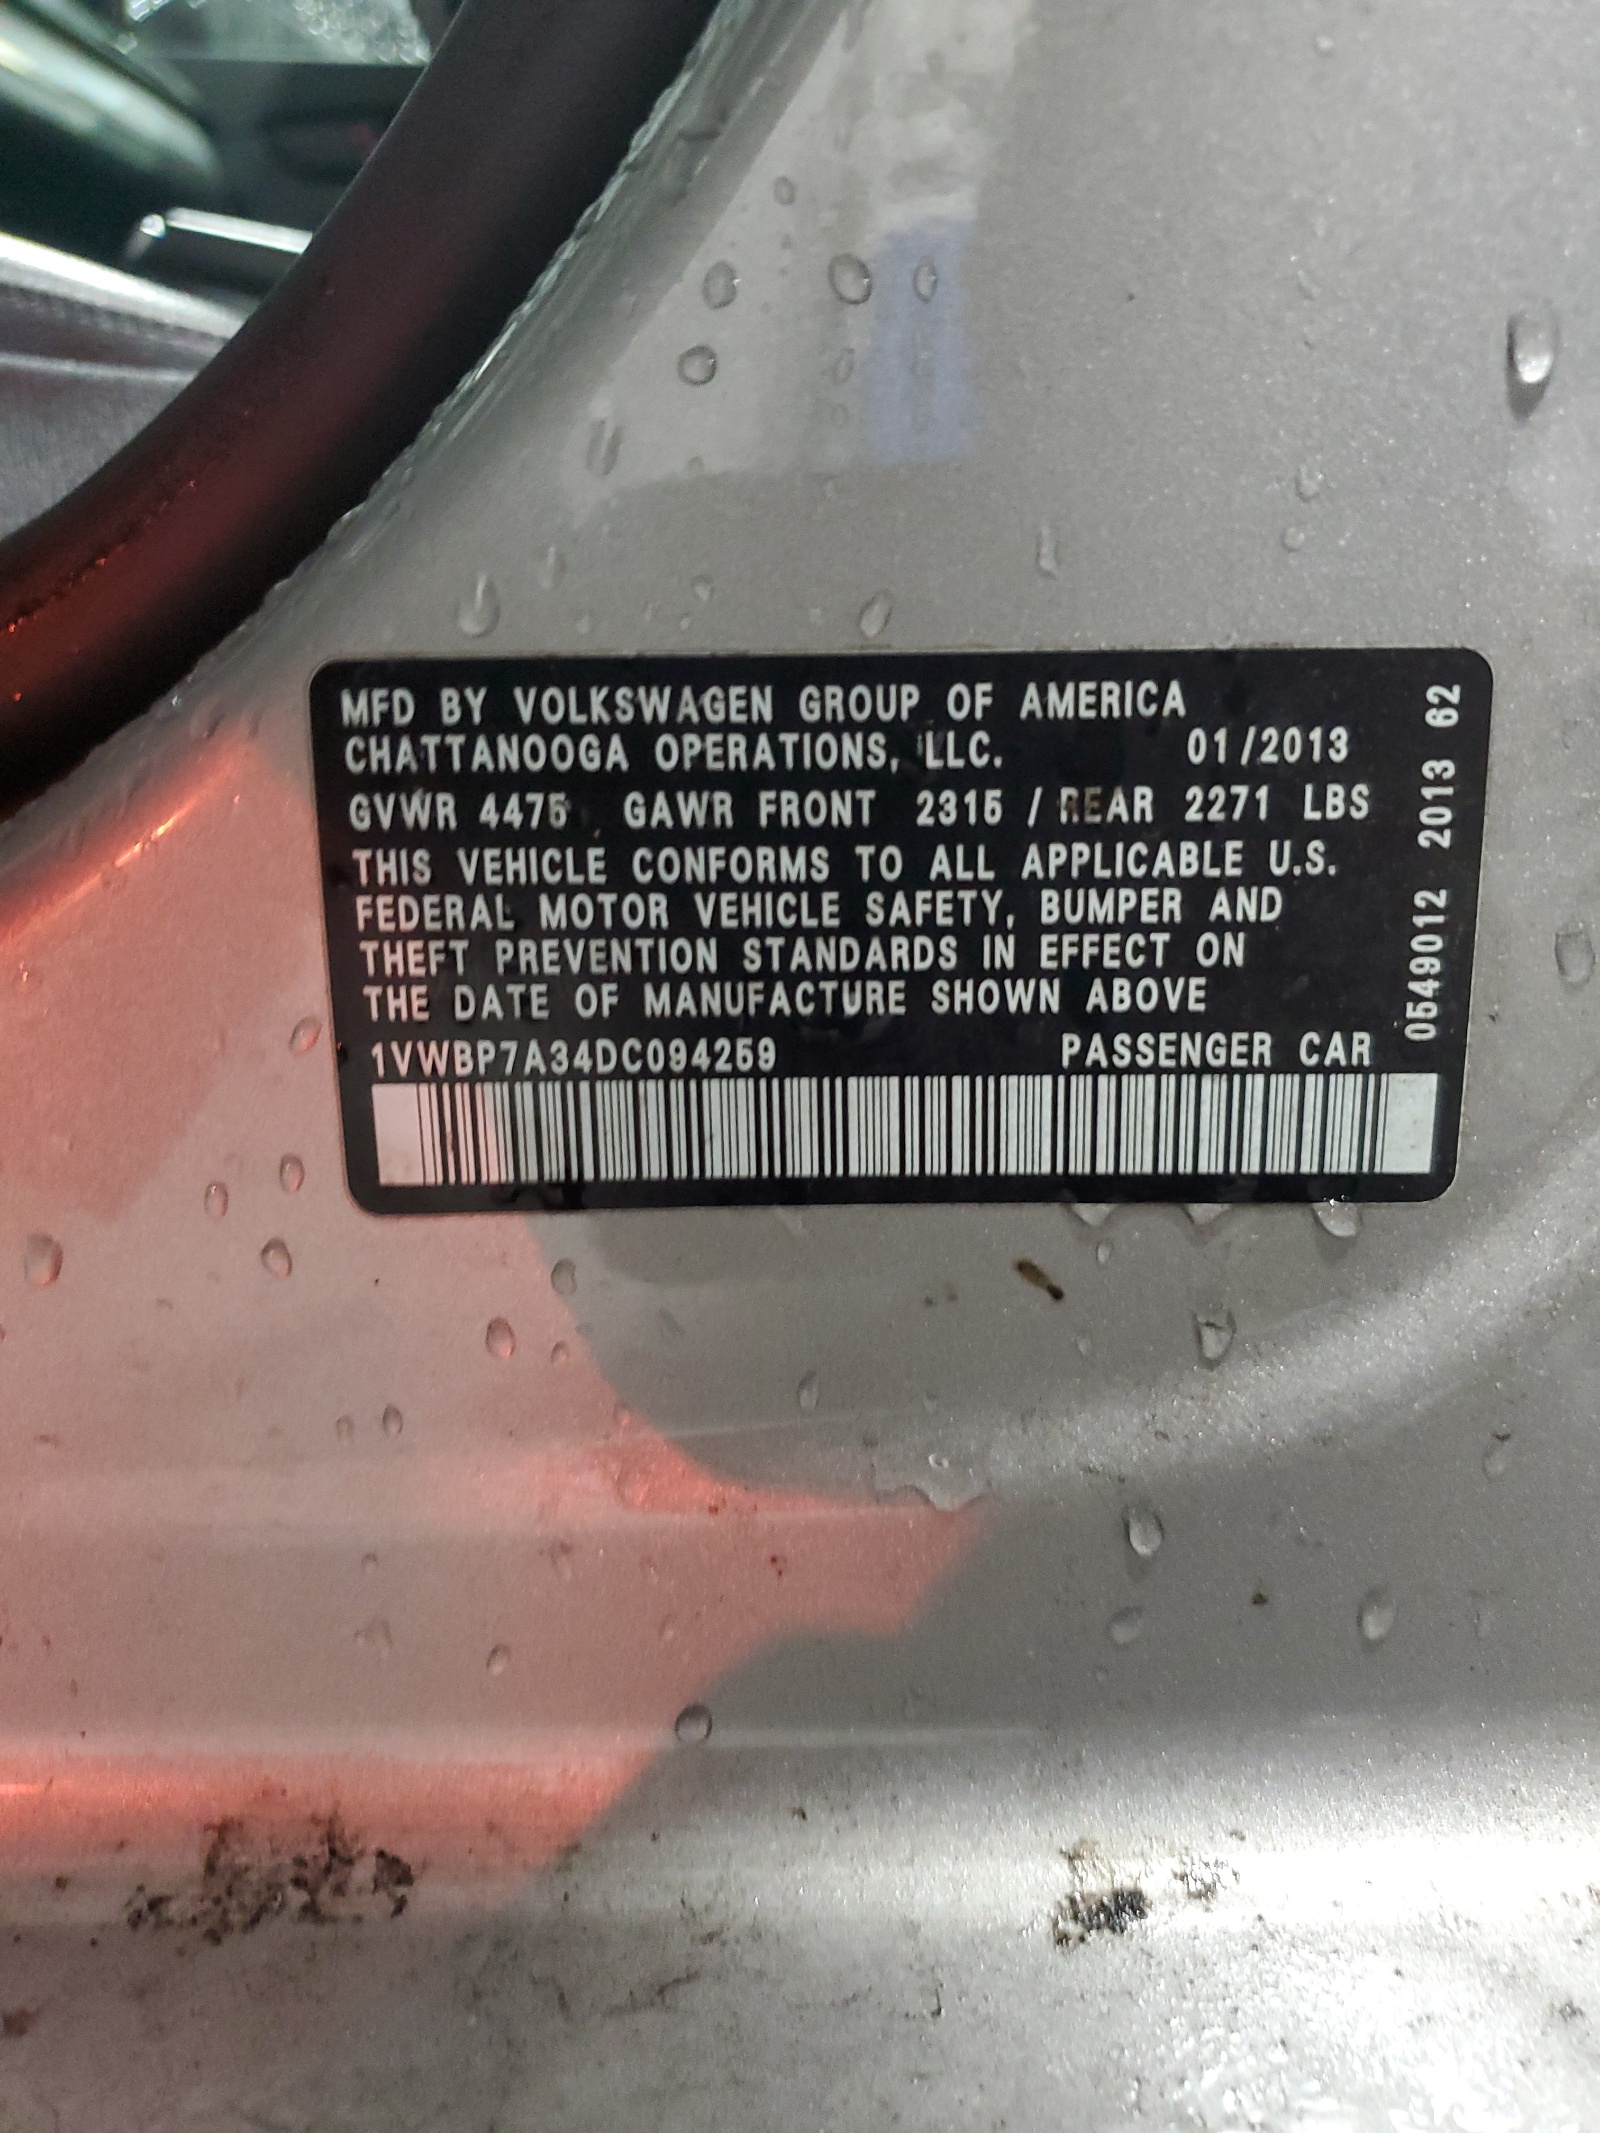 MFD BY VOLKSWAGEN GROUP OF AMERICA
CHATTANOOGA OPERATIONS, LLC. 01/2013
GVWR 4475 GAWR FRONT 2315 / REAR 2271 LBS
THIS VEHICLE CONFORMS TO ALL APPLICABLE U.S.
FEDERAL MOTOR VEHICLE SAFETY, BUMPER AND
THEFT PREVENTION STANDARDS IN EFFECT ON
THE DATE OF MANUFACTURE SHOWN ABOVE
1VWBP7A34DC094259 PASSENGER CAR
0549012 2013 62